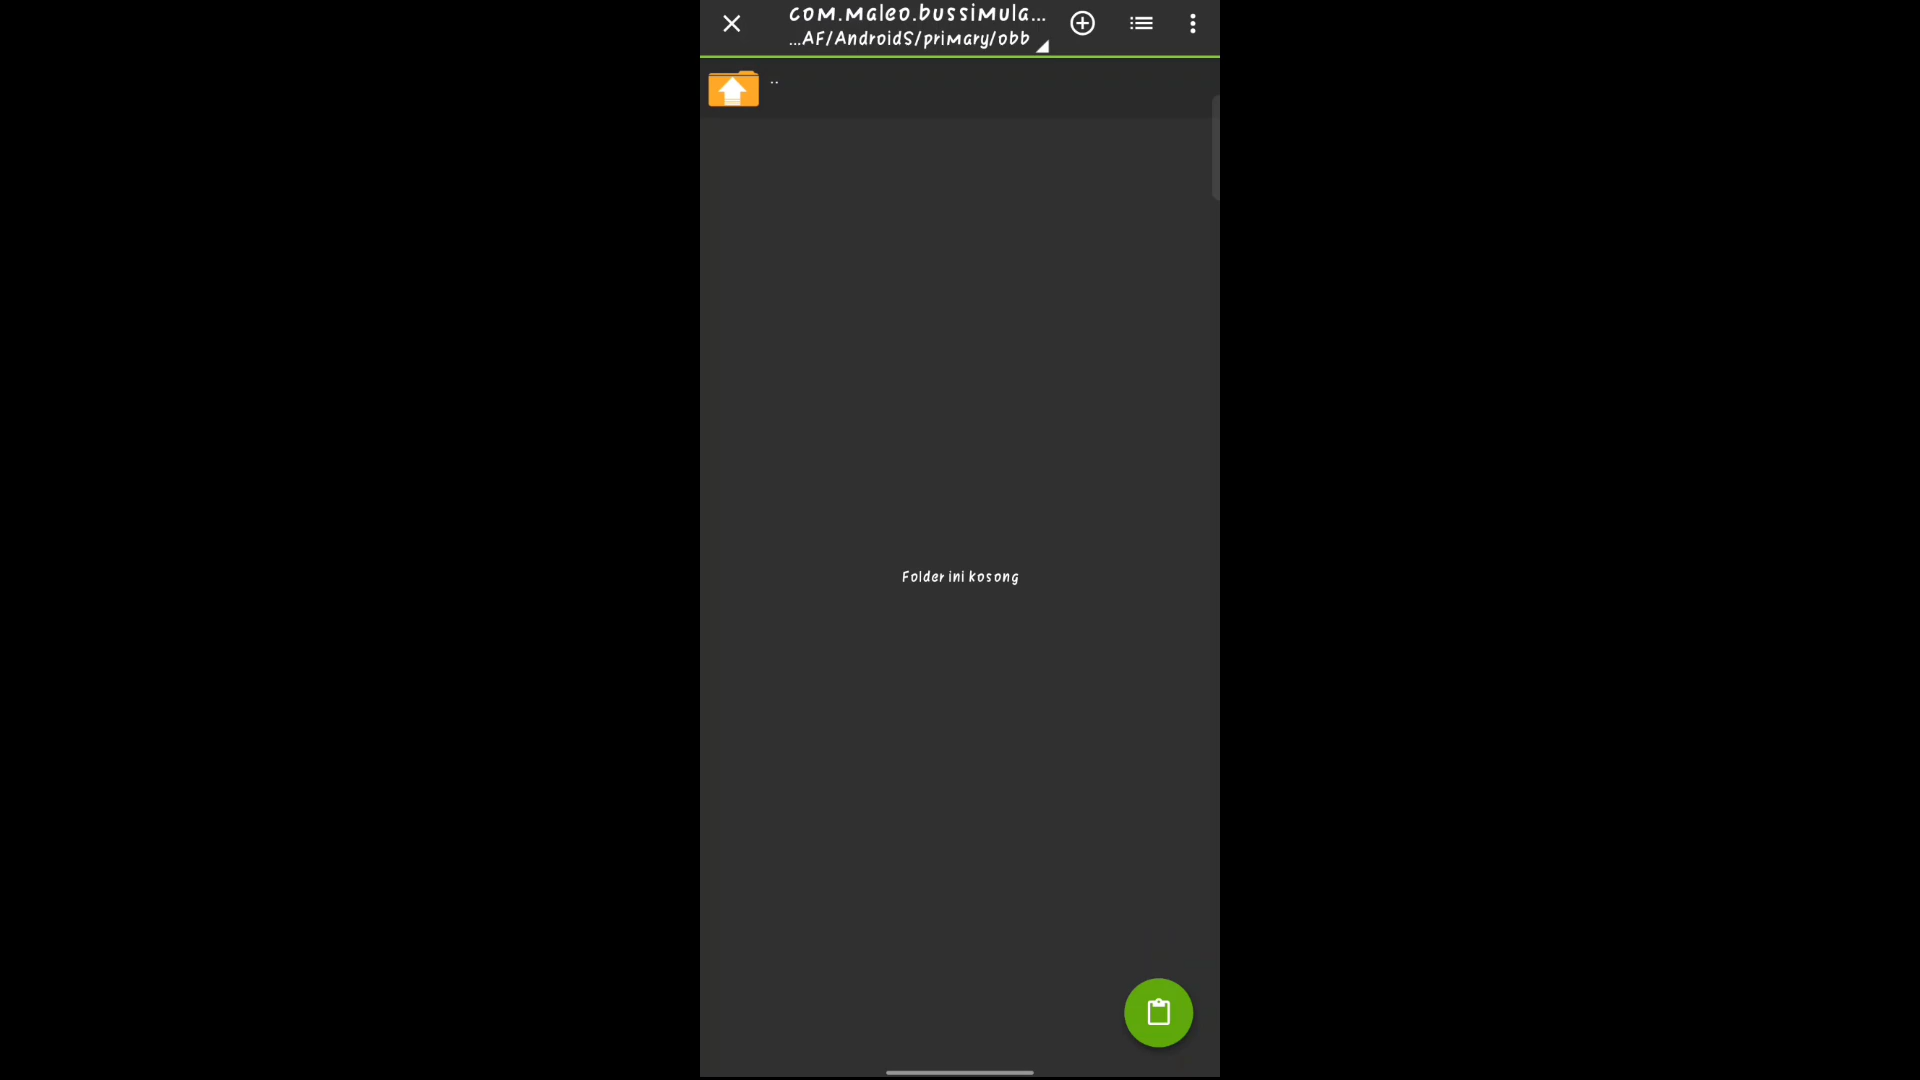 com.maleo.bussimula...
...AF/AndroidS/primary/obb
..
Folder ini kosong